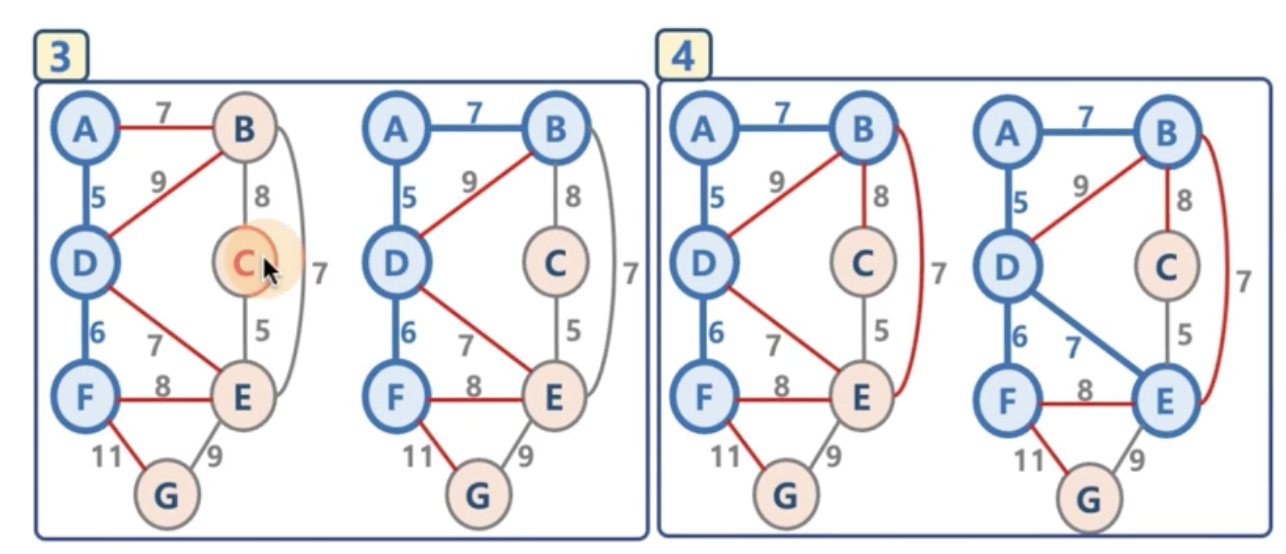 3 4
A 7 B A 7 B A 7 B A 7 B
5 9 8 5 9 8 5 9 8 5 9 8
D C 7 D C 7 D C 7 D C 7
6 7 5 6 7 5 6 7 5 6 7 5
F 8 E F 8 E F 8 E F 8 E
11 9 11 9 11 9 11 9
G G G G